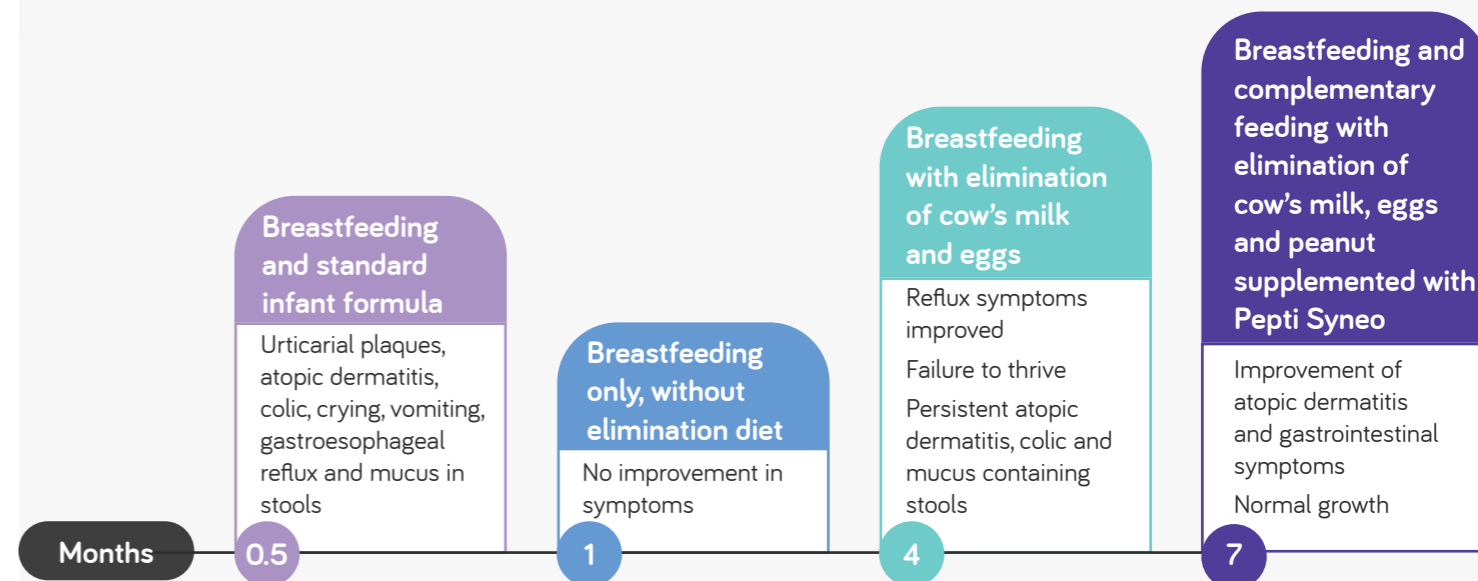 Breastfeeding
and standard
infant formula
Urticarial plaques,
atopic dermatitis,
colic, crying, vomiting,
gastroesophageal
reflux and mucus in
stools
Breastfeeding
only, without
elimination diet
No improvement in
symptoms
Breastfeeding
with elimination
of cow's milk
and eggs
Reflux symptoms
improved
Failure to thrive
Persistent atopic
dermatitis, colic and
mucus containing
stools
Breastfeeding and
complementary
feeding with
elimination of
cow's milk, eggs
and peanut
supplemented with
Pepti Syneo
Improvement of
atopic dermatitis
and gastrointestinal
symptoms
Normal growth
Months 0.5 1 4 7